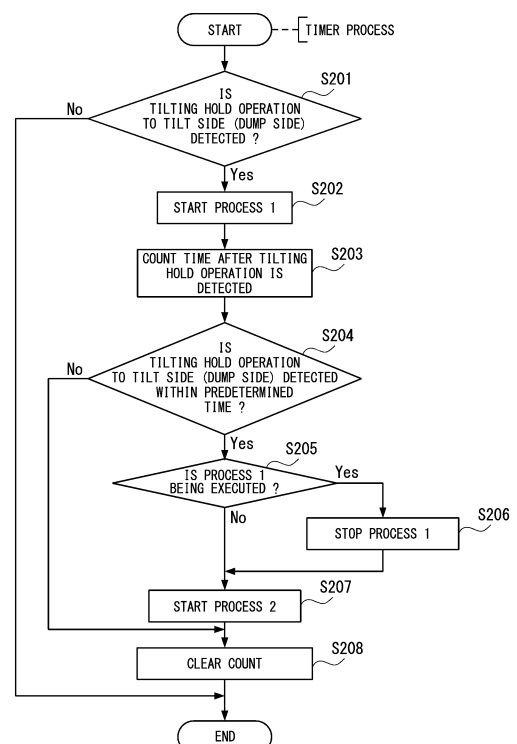 START
TIMER PROCESS
S201
IS
TILTING HOLD OPERATION
TO TILT SIDE (DUMP SIDE)
DETECTED ?
No
Yes
S202
START PROCESS 1
S203
COUNT TIME AFTER TILTING
HOLD OPERATION IS
DETECTED
S204
IS
TILTING HOLD OPERATION
TO TILT SIDE (DUMP SIDE) DETECTED
WITHIN PREDETERMINED
TIME ?
No
Yes
S205
IS PROCESS 1
BEING EXECUTED ?
Yes
No
S206
STOP PROCESS 1
S207
START PROCESS 2
S208
CLEAR COUNT
END